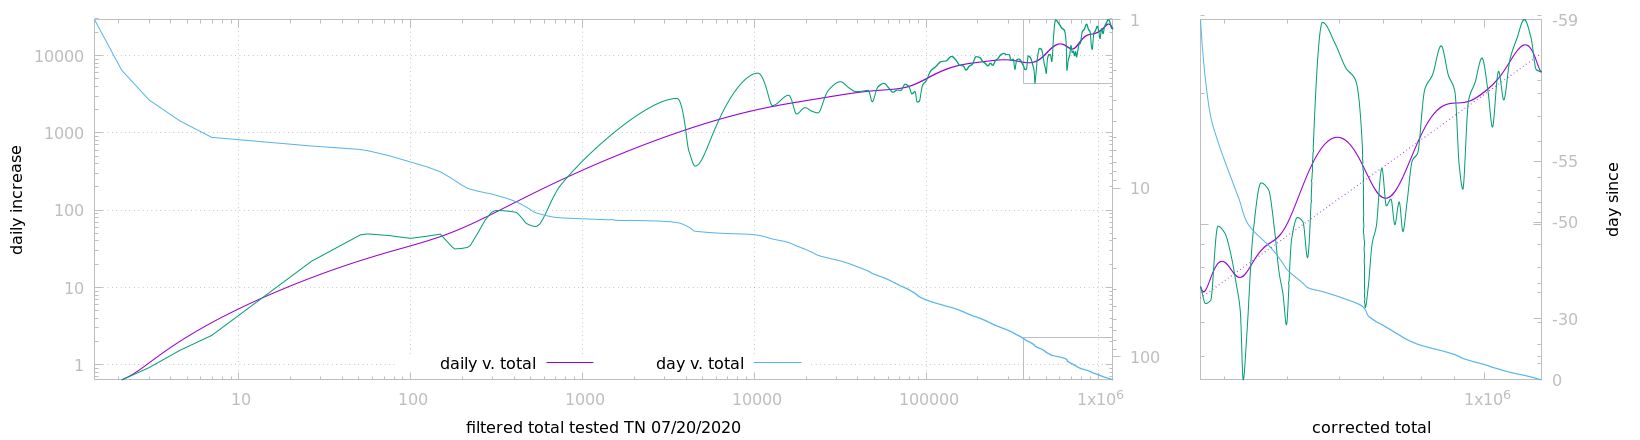 daily increase
10000
1000
100
10
1
10
100
1000
10000
100000
1x10^6
filtered total tested TN 07/20/2020
daily v. total
day v. total
1
10
100
-59
-55
-50
-30
0
day since
1x10^6
corrected total